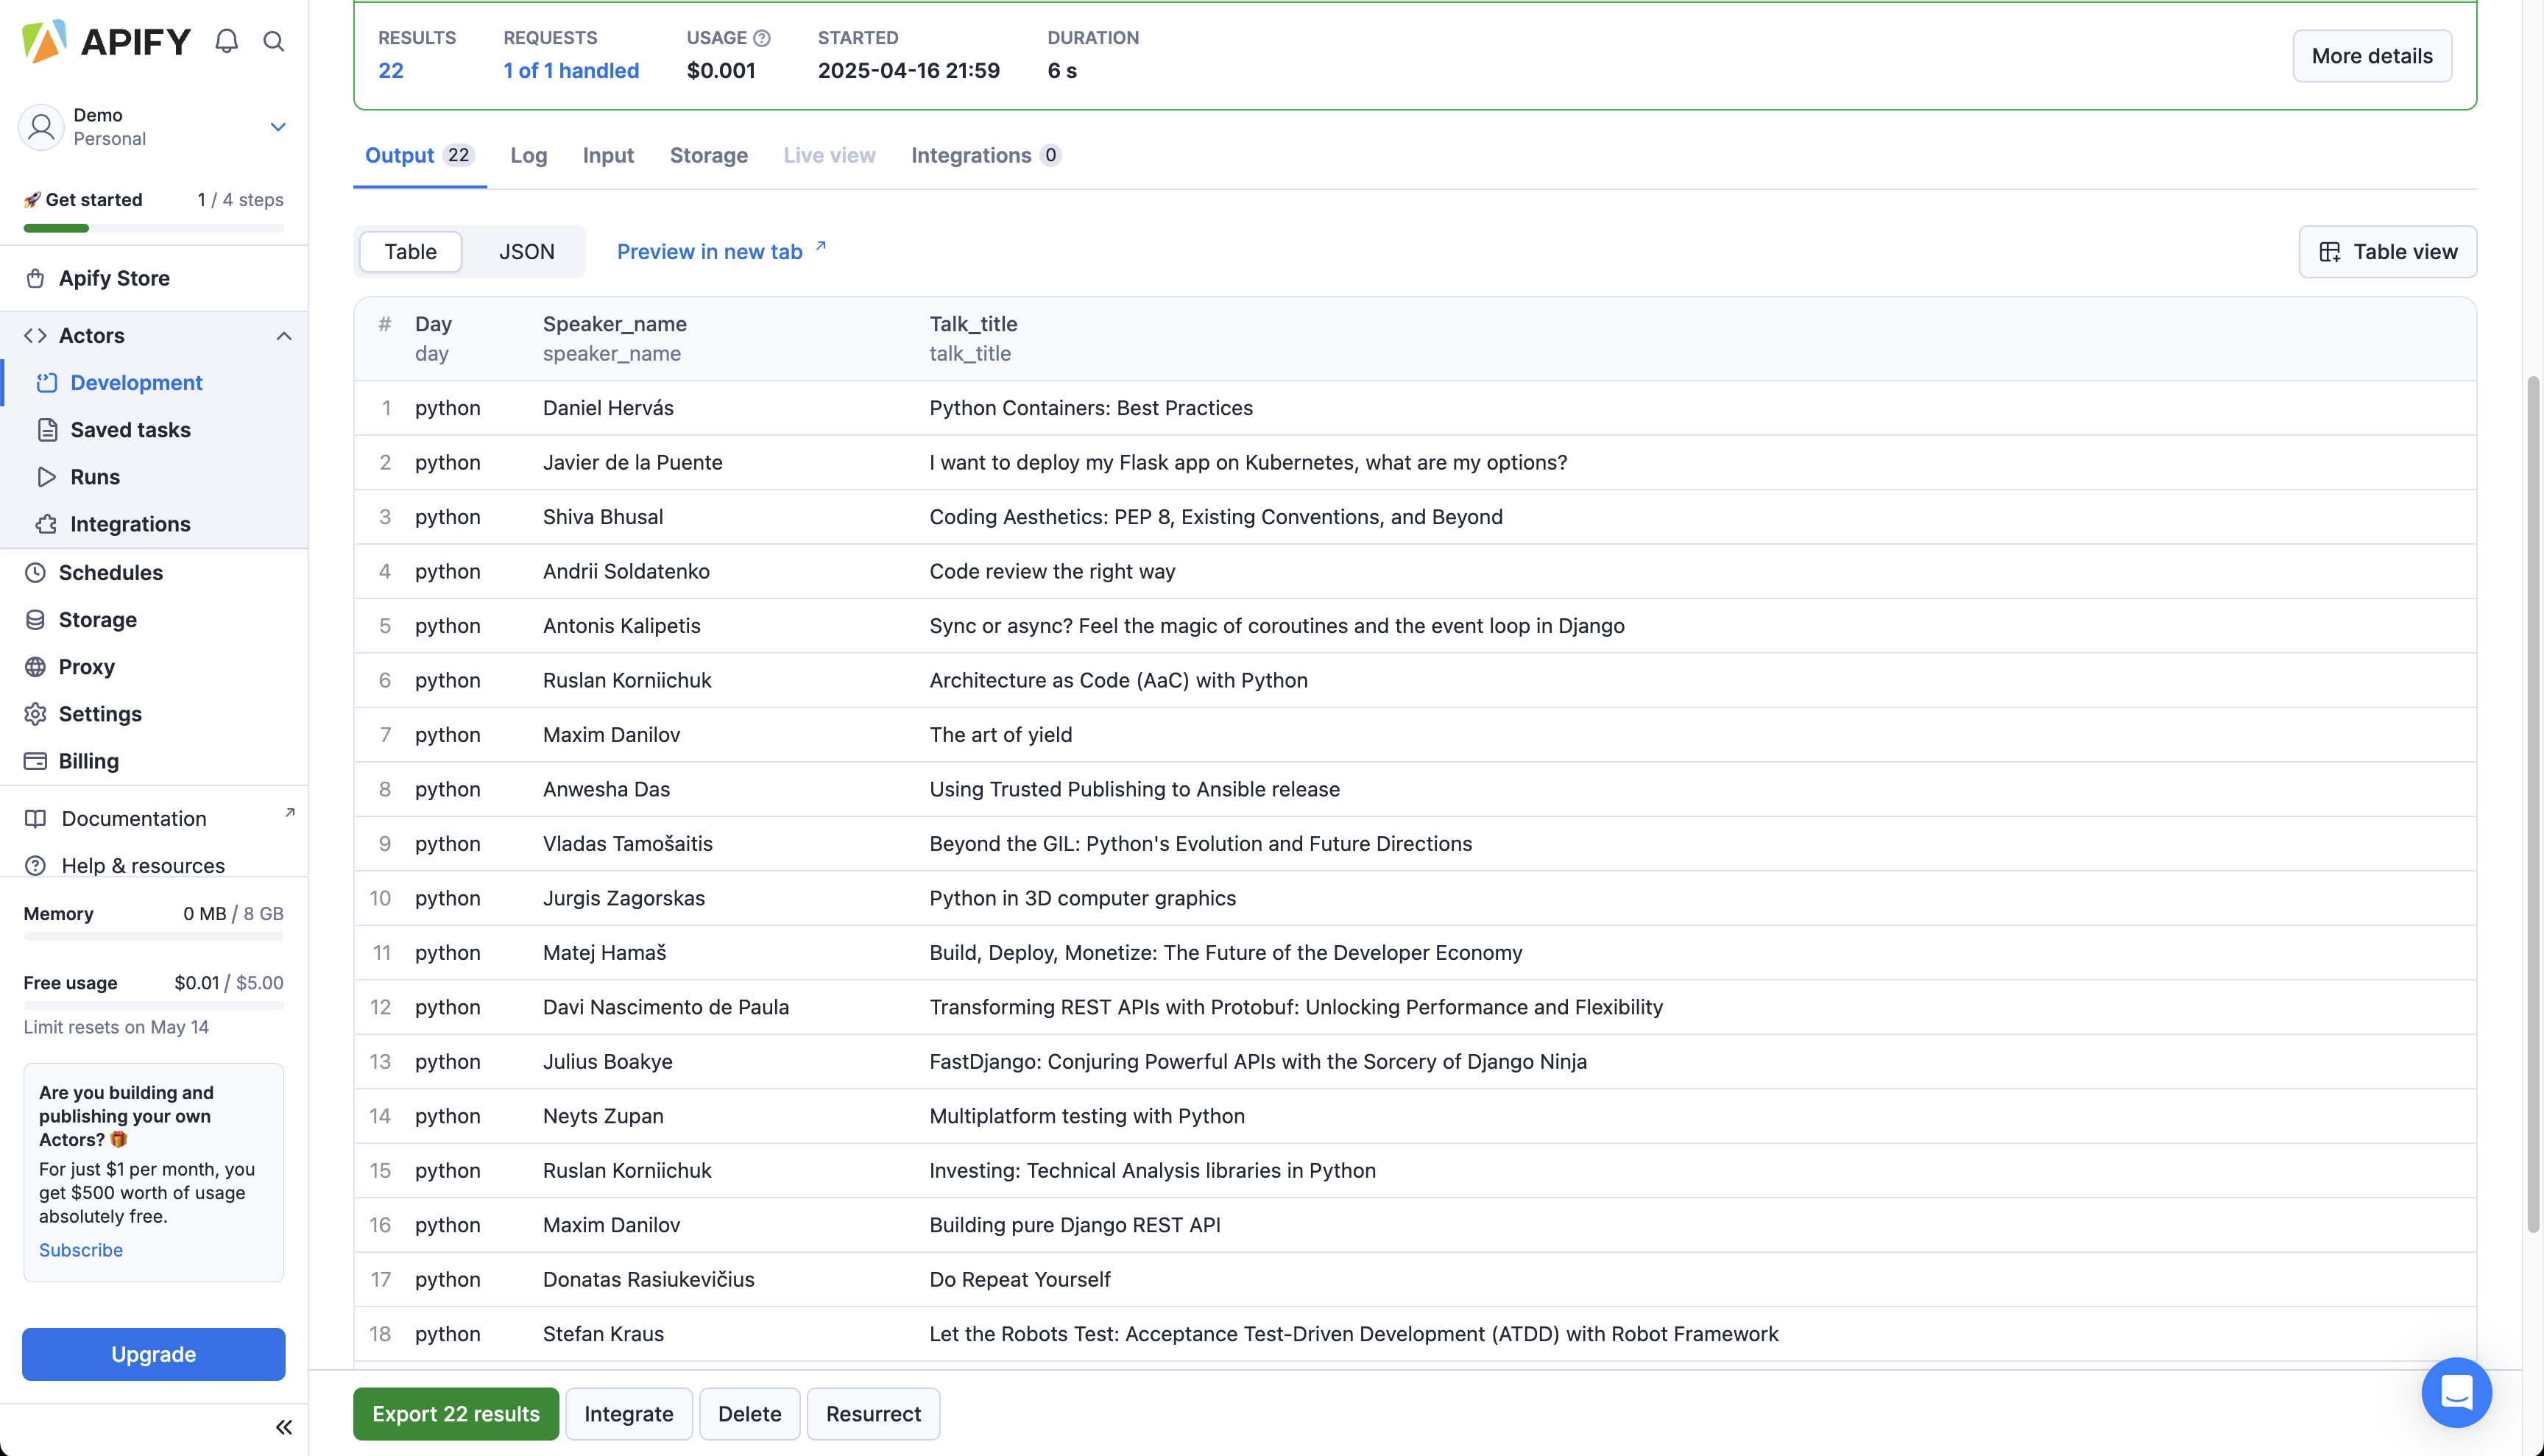 APIFY
Demo
Personal
🚀 Get started 1 / 4 steps
Apify Store
Actors
Development
Saved tasks
Runs
Integrations
Schedules
Storage
Proxy
Settings
Billing
Documentation
Help & resources
Memory 0 MB / 8 GB
Free usage $0.01 / $5.00
Limit resets on May 14
Are you building and
publishing your own
Actors? 🎁
For just $1 per month, you
get $500 worth of usage
absolutely free.
Subscribe
Upgrade
RESULTS REQUESTS USAGE STARTED DURATION
22 1 of 1 handled $0.001 2025-04-16 21:59 6 s
More details
Output 22 Log Input Storage Live view Integrations 0
Table JSON Preview in new tab Table view
# Day Speaker_name Talk_title
day speaker_name talk_title
1 python Daniel Hervás Python Containers: Best Practices
2 python Javier de la Puente I want to deploy my Flask app on Kubernetes, what are my options?
3 python Shiva Bhusal Coding Aesthetics: PEP 8, Existing Conventions, and Beyond
4 python Andrii Soldatenko Code review the right way
5 python Antonis Kalipetis Sync or async? Feel the magic of coroutines and the event loop in Django
6 python Ruslan Korniichuk Architecture as Code (AaC) with Python
7 python Maxim Danilov The art of yield
8 python Anwesha Das Using Trusted Publishing to Ansible release
9 python Vladas Tamošaitis Beyond the GIL: Python's Evolution and Future Directions
10 python Jurgis Zagorskas Python in 3D computer graphics
11 python Matej Hamaš Build, Deploy, Monetize: The Future of the Developer Economy
12 python Davi Nascimento de Paula Transforming REST APIs with Protobuf: Unlocking Performance and Flexibility
13 python Julius Boakye FastDjango: Conjuring Powerful APIs with the Sorcery of Django Ninja
14 python Neyts Zupan Multiplatform testing with Python
15 python Ruslan Korniichuk Investing: Technical Analysis libraries in Python
16 python Maxim Danilov Building pure Django REST API
17 python Donatas Rasiukevičius Do Repeat Yourself
18 python Stefan Kraus Let the Robots Test: Acceptance Test-Driven Development (ATDD) with Robot Framework
Export 22 results Integrate Delete Resurrect